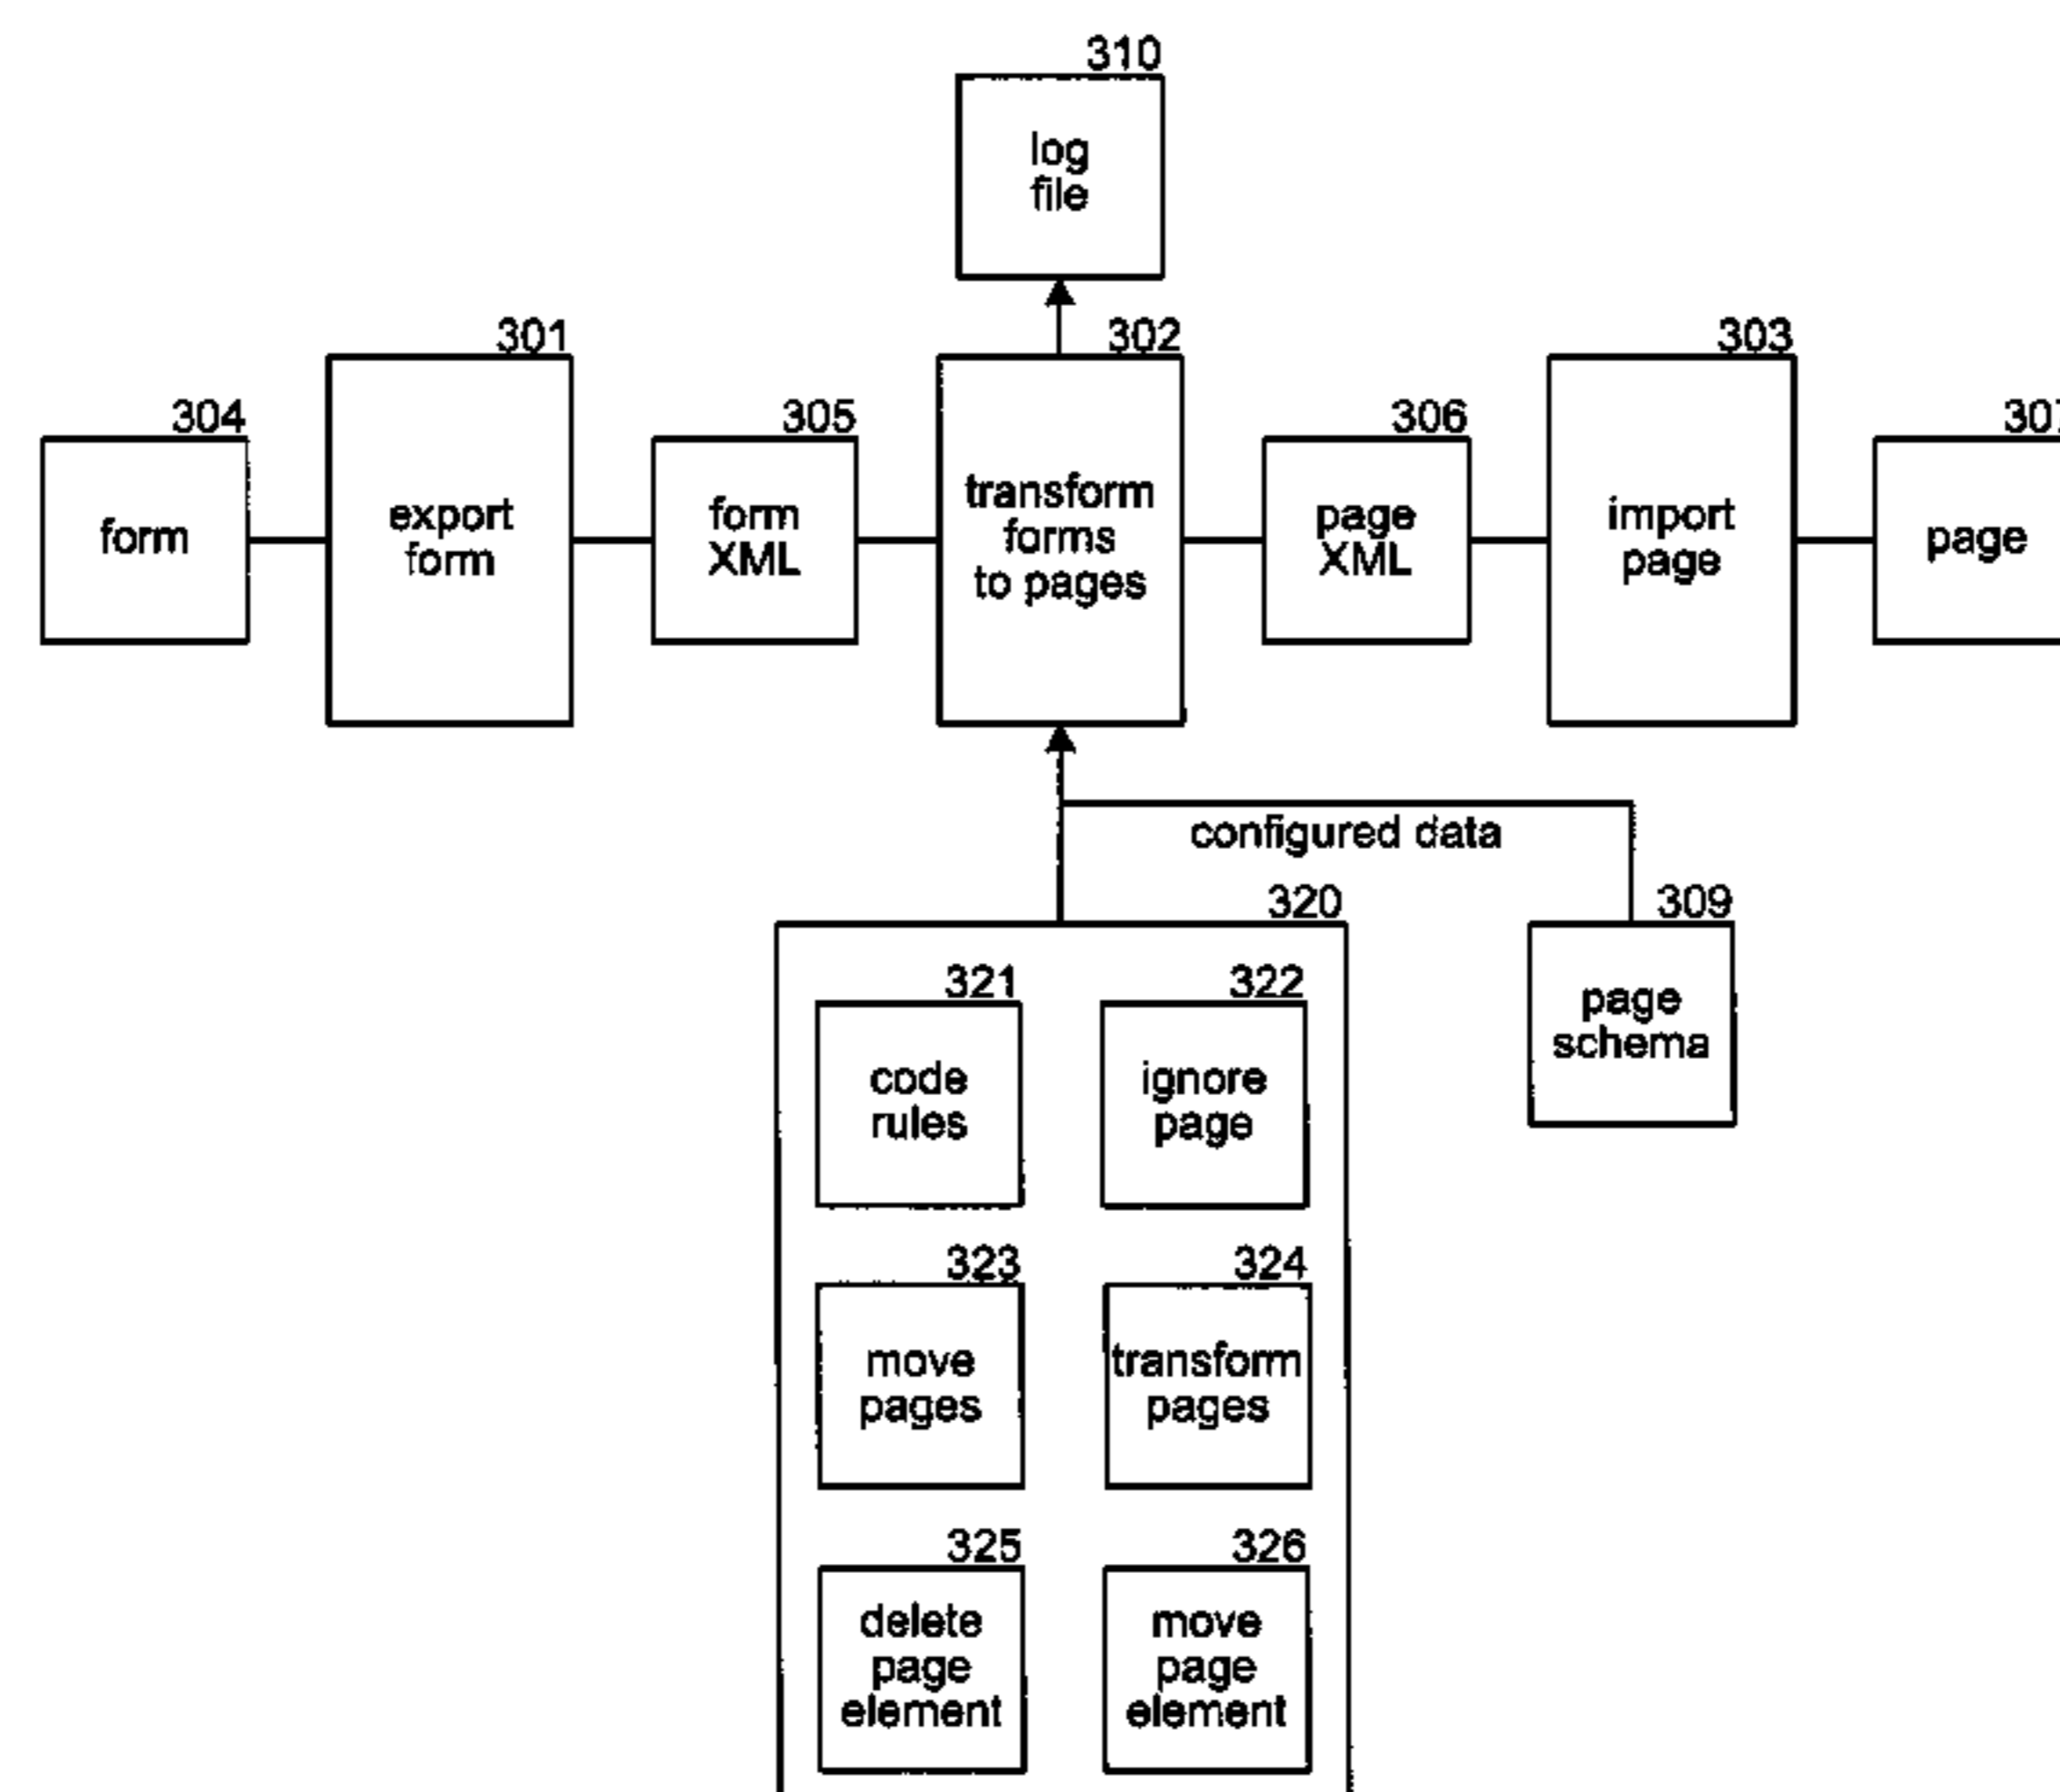 310
log
file
301
302
303
304
305
306
307
form
export
form
form
XML
transform
forms
to pages
page
XML
import
page
page
configured data
320
309
321
322
page
schema
code
rules
ignore
page
323
324
move
pages
transform
pages
325
326
delete
page
element
move
page
element